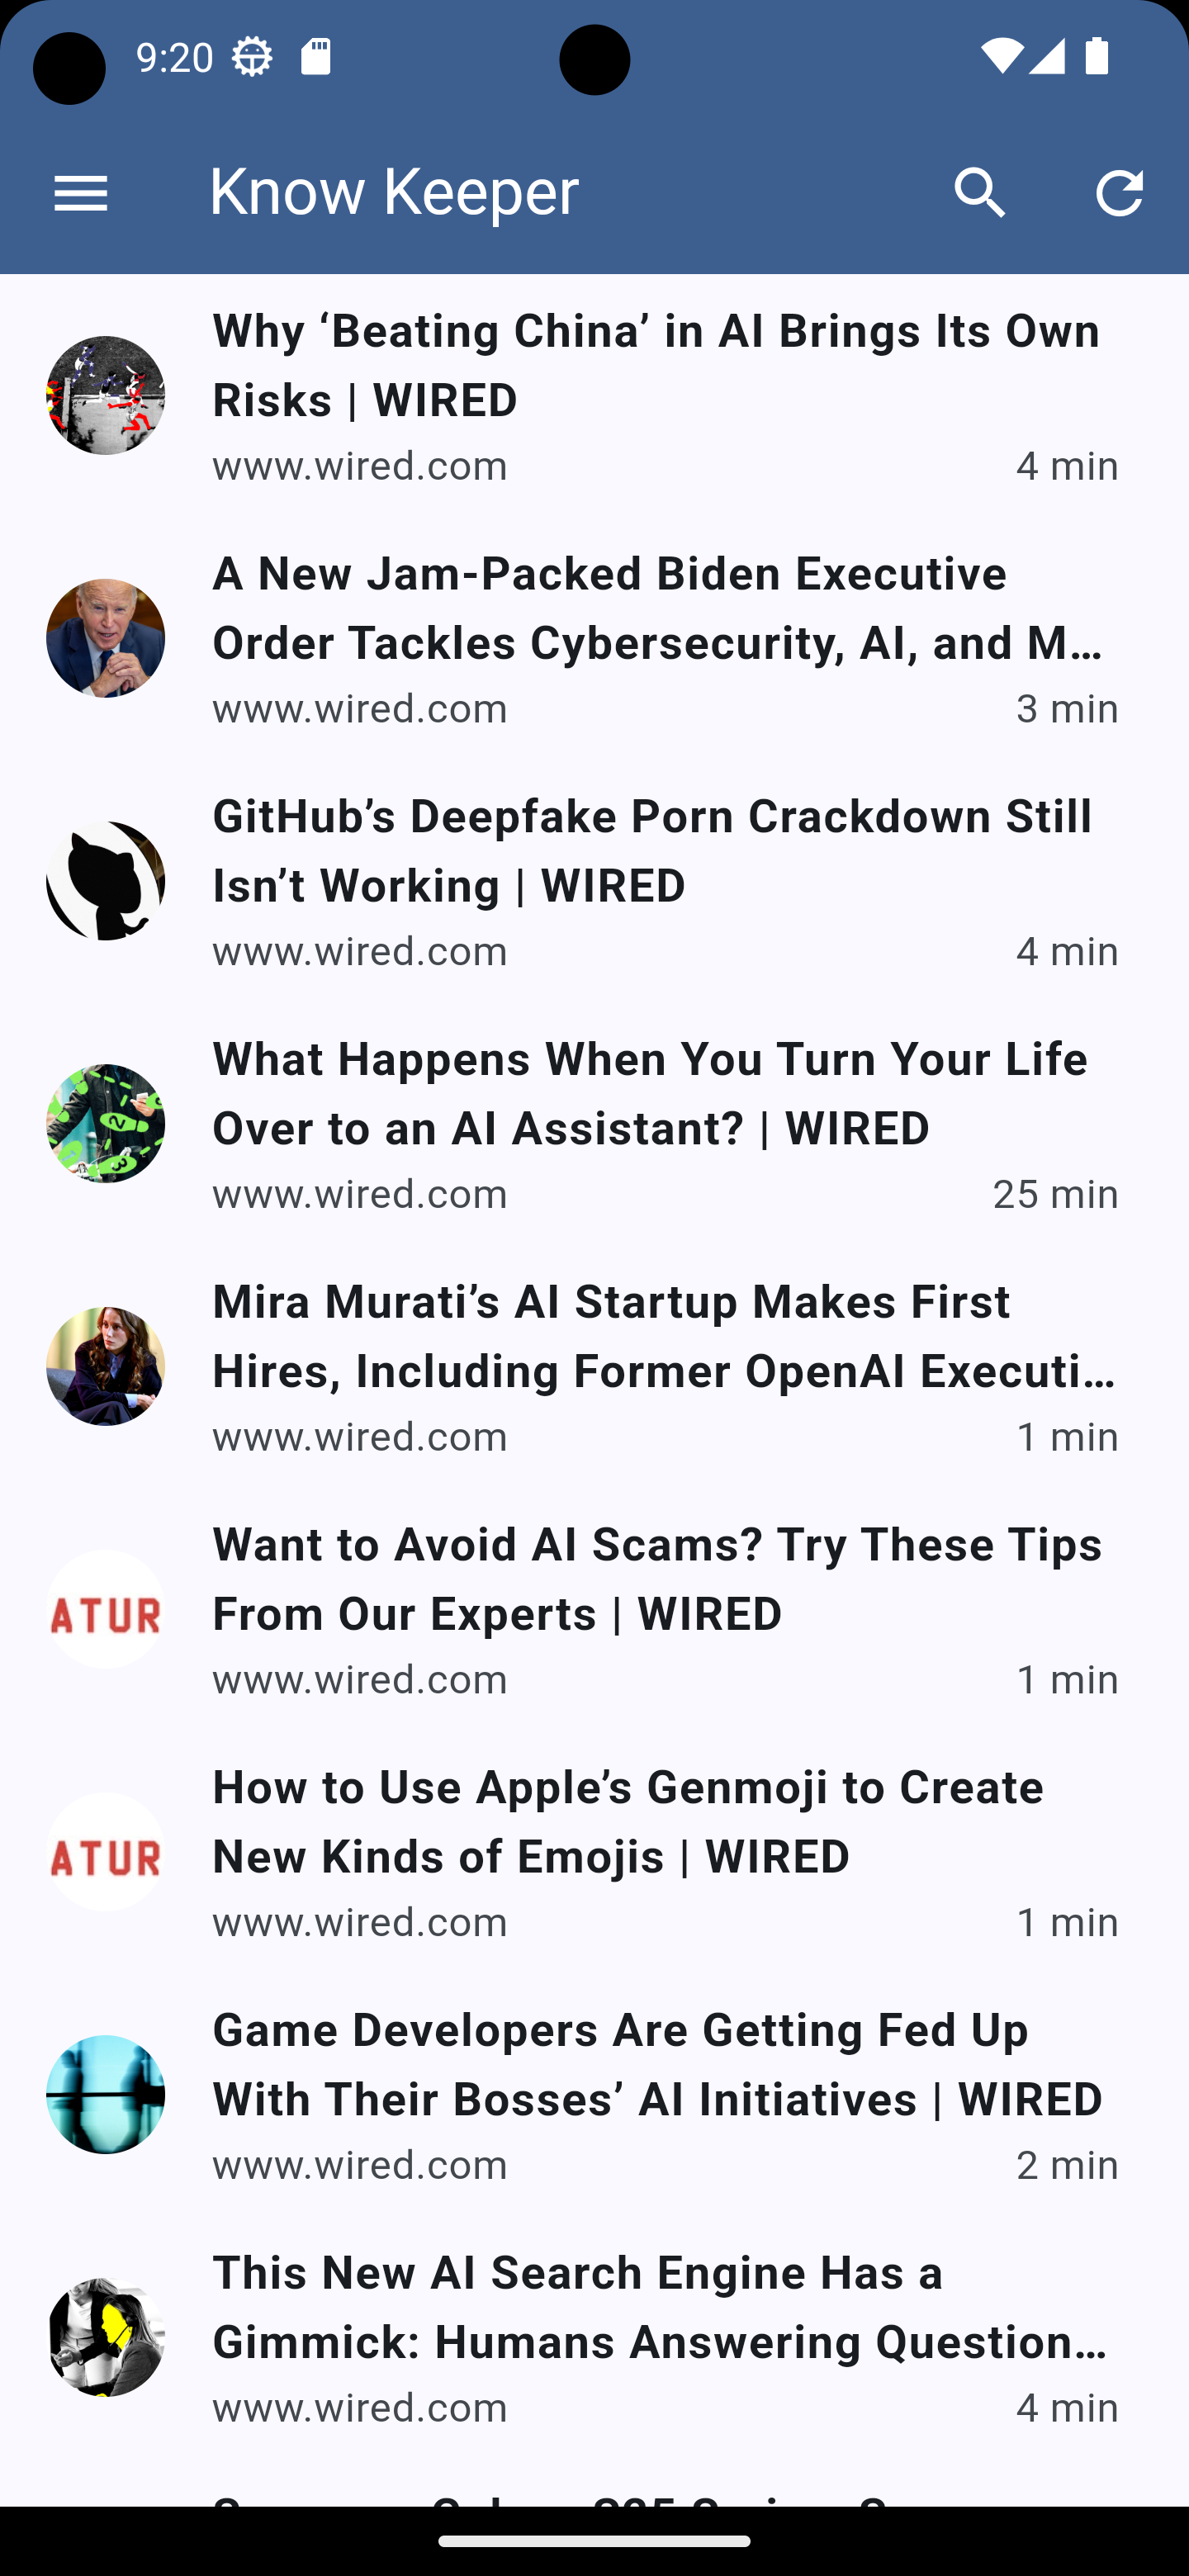 9:20
Know Keeper
Why ‘Beating China’ in AI Brings Its Own
Risks | WIRED
www.wired.com 4 min
A New Jam-Packed Biden Executive
Order Tackles Cybersecurity, AI, and M…
www.wired.com 3 min
GitHub’s Deepfake Porn Crackdown Still
Isn’t Working | WIRED
www.wired.com 4 min
What Happens When You Turn Your Life
Over to an AI Assistant? | WIRED
www.wired.com 25 min
Mira Murati’s AI Startup Makes First
Hires, Including Former OpenAI Executi…
www.wired.com 1 min
ATUR
Want to Avoid AI Scams? Try These Tips
From Our Experts | WIRED
www.wired.com 1 min
ATUR
How to Use Apple’s Genmoji to Create
New Kinds of Emojis | WIRED
www.wired.com 1 min
Game Developers Are Getting Fed Up
With Their Bosses’ AI Initiatives | WIRED
www.wired.com 2 min
This New AI Search Engine Has a
Gimmick: Humans Answering Question…
www.wired.com 4 min